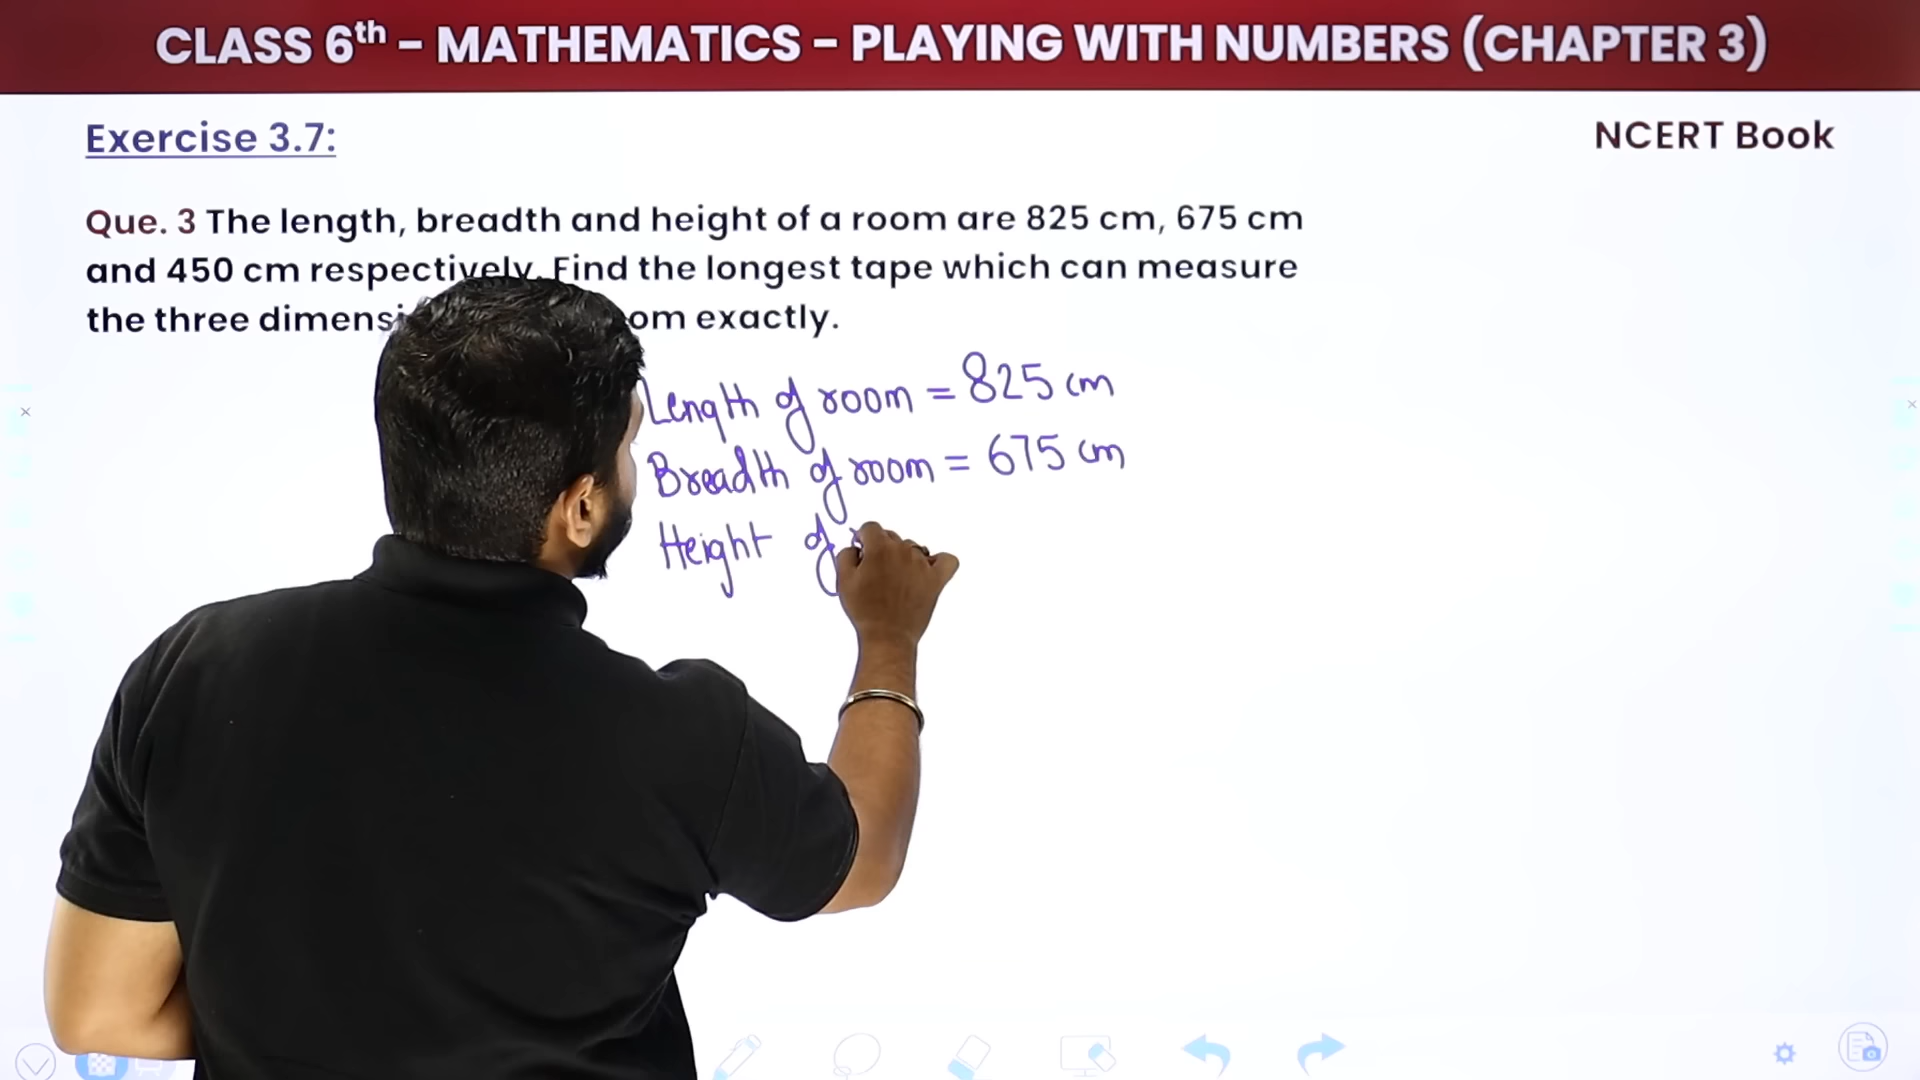 CLASS 6th – MATHEMATICS – PLAYING WITH NUMBERS (CHAPTER 3)
Exercise 3.7:
NCERT Book
Que. 3 The length, breadth and height of a room are 825 cm, 675 cm
and 450 cm respectively. Find the longest tape which can measure
the three exactly.
Length of room = 825 cm
Breadth of room = 675 cm
Height of